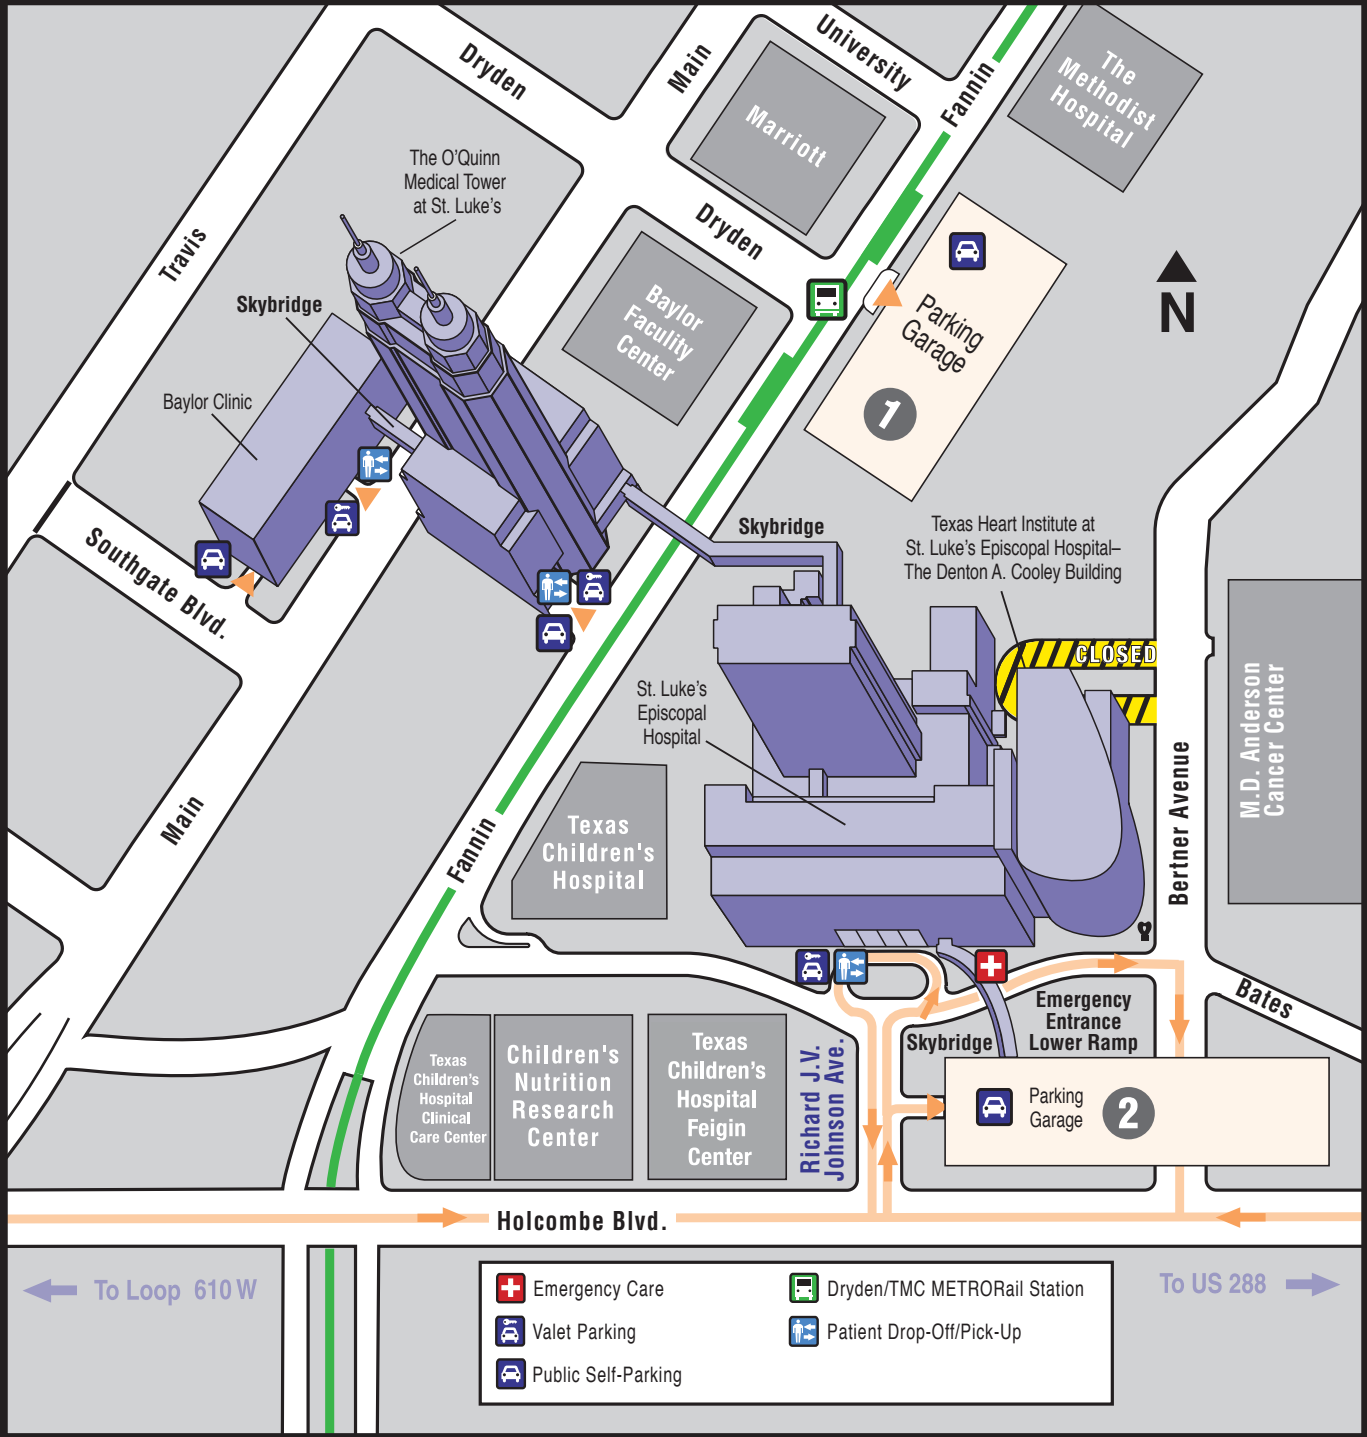 University
Dryden
Main
Fannin
The
Methodist
Hospital
Marriott
The O'Quinn
Medical Tower
at St. Luke's
Travis
Dryden
N
Skybridge
Baylor
Faculity
Center
Parking
Garage
1
Baylor Clinic
Skybridge
Texas Heart Institute at
St. Luke's Episcopal Hospital–
The Denton A. Cooley Building
Southgate Blvd.
CLOSED
St. Luke's
Episcopal
Hospital
M.D. Anderson
Cancer Center
Bertner Avenue
Main
Fannin
Texas
Children's
Hospital
Bates
Emergency
Entrance
Lower Ramp
Skybridge
Texas
Children's
Hospital
Clinical
Care Center
Children's
Nutrition
Research
Center
Texas
Children's
Hospital
Feigin
Center
Richard J.V.
Johnson Ave.
Parking
Garage
2
Holcombe Blvd.
To Loop 610 W
To US 288
Emergency Care
Valet Parking
Public Self-Parking
Dryden/TMC METRORail Station
Patient Drop-Off/Pick-Up